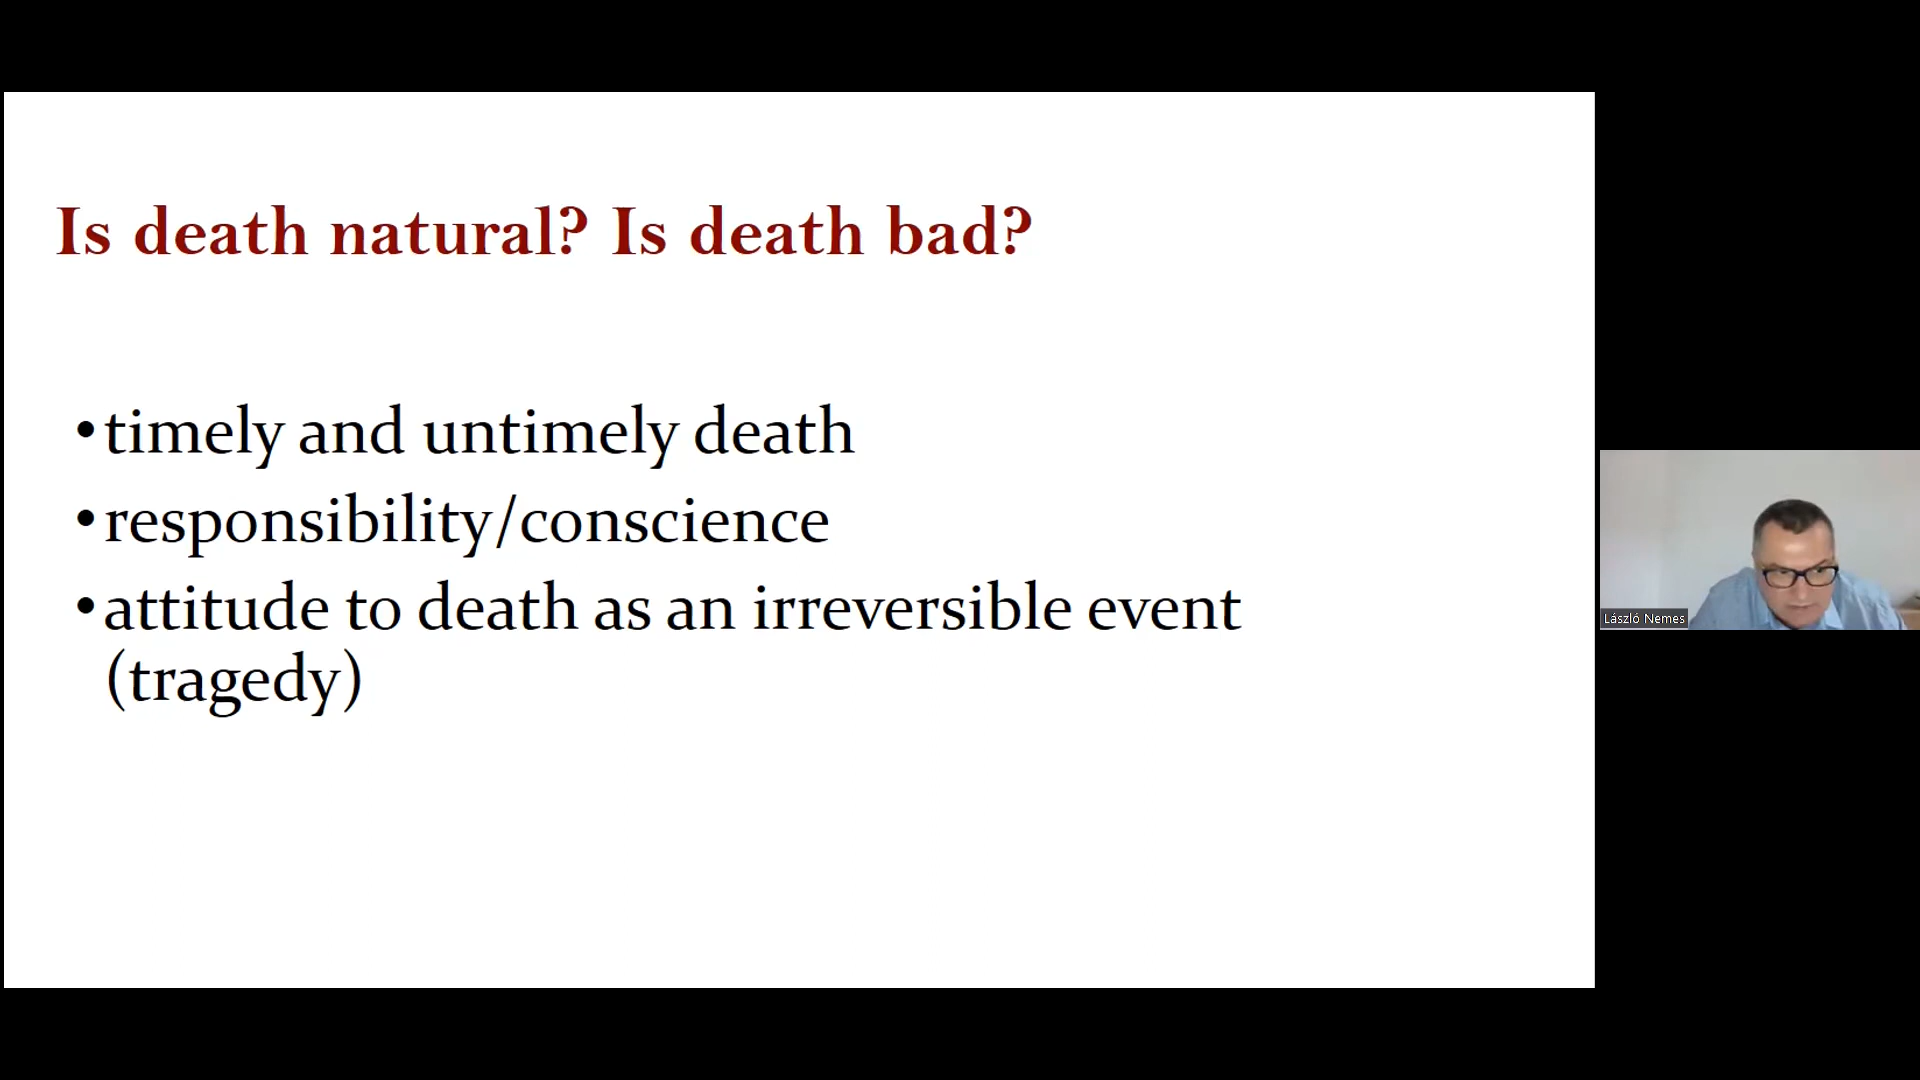 Is death natural? Is death bad?
•timely and untimely death
•responsibility/conscience
•attitude to death as an irreversible event
(tragedy)
László Nemes